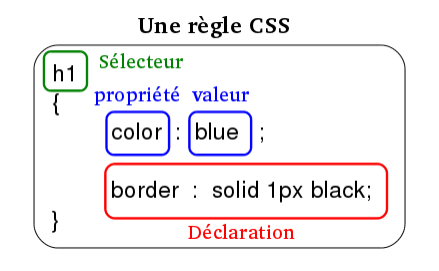 Une règle CSS
h1 Sélecteur
{ propriété valeur
color : blue ;
border : solid 1px black;
}
Déclaration